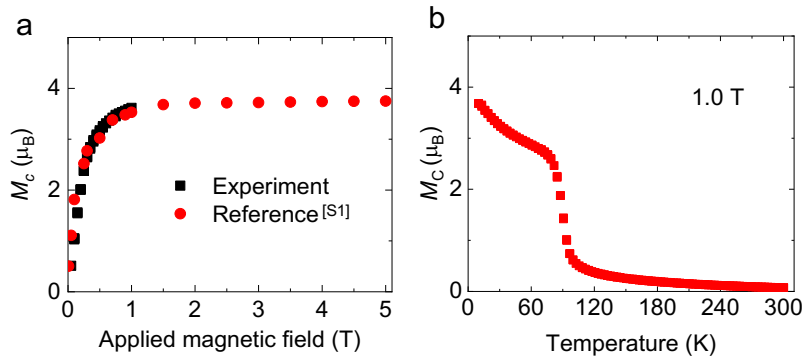 a
4
2
0
M_c (μ_B)
Experiment
Reference[S1]
0 1 2 3 4 5
Applied magnetic field (T)
b
4
2
0
M_C (μ_B)
1.0 T
0 60 120 180 240 300
Temperature (K)